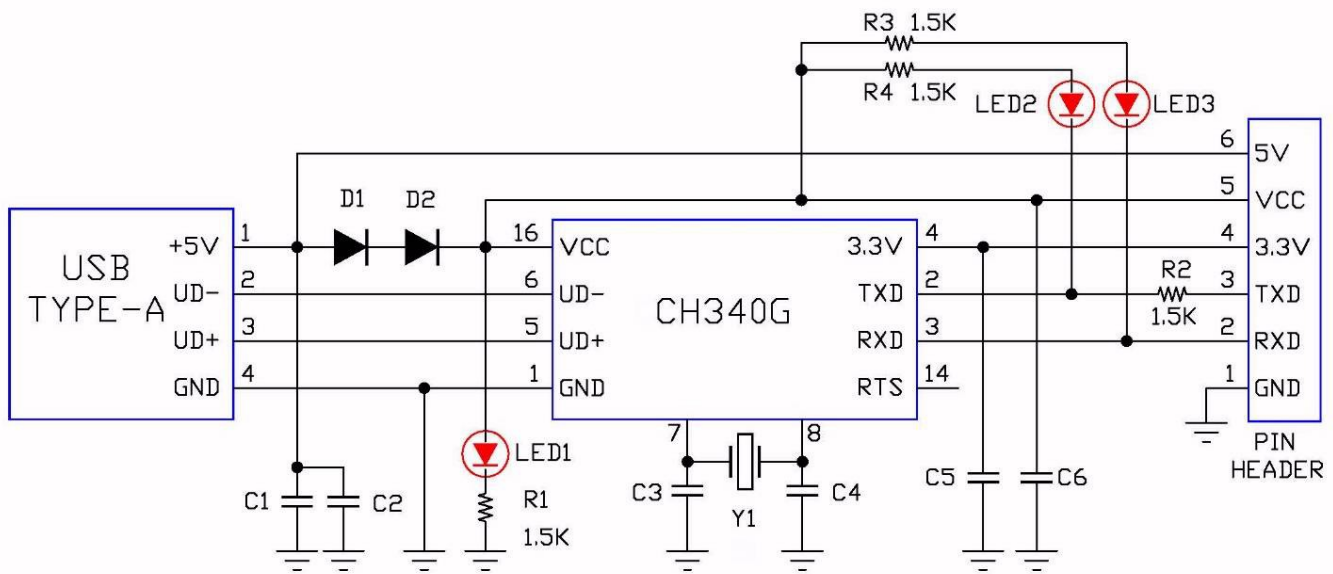 R3 1.5K
R4 1.5K
LED2
LED3
6
5V
5
VCC
D1
D2
USB
TYPE-A
+5V
1
UD-
2
UD+
3
GND
4
16
VCC
6
UD-
5
UD+
1
GND
CH340G
3.3V
4
TXD
2
RXD
3
RTS
14
4
3.3V
R2
1.5K
3
TXD
2
RXD
1
GND
PIN
HEADER
7
8
LED1
R1
1.5K
C1
C2
C3
Y1
C4
C5
C6